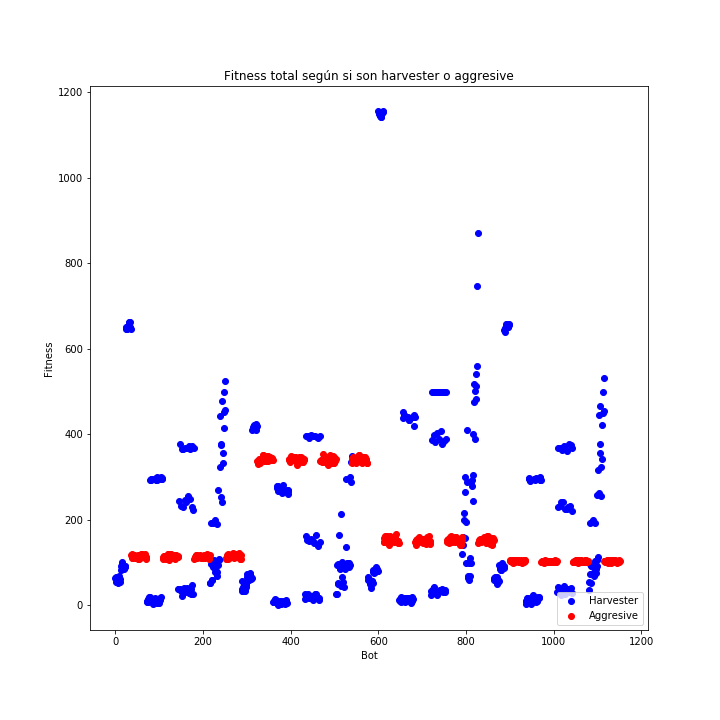 Fitness total según si son harvester o aggresive
1200
1000
800
600
400
200
0
Fitness
0 200 400 600 800 1000 1200
Bot
Harvester
Aggresive